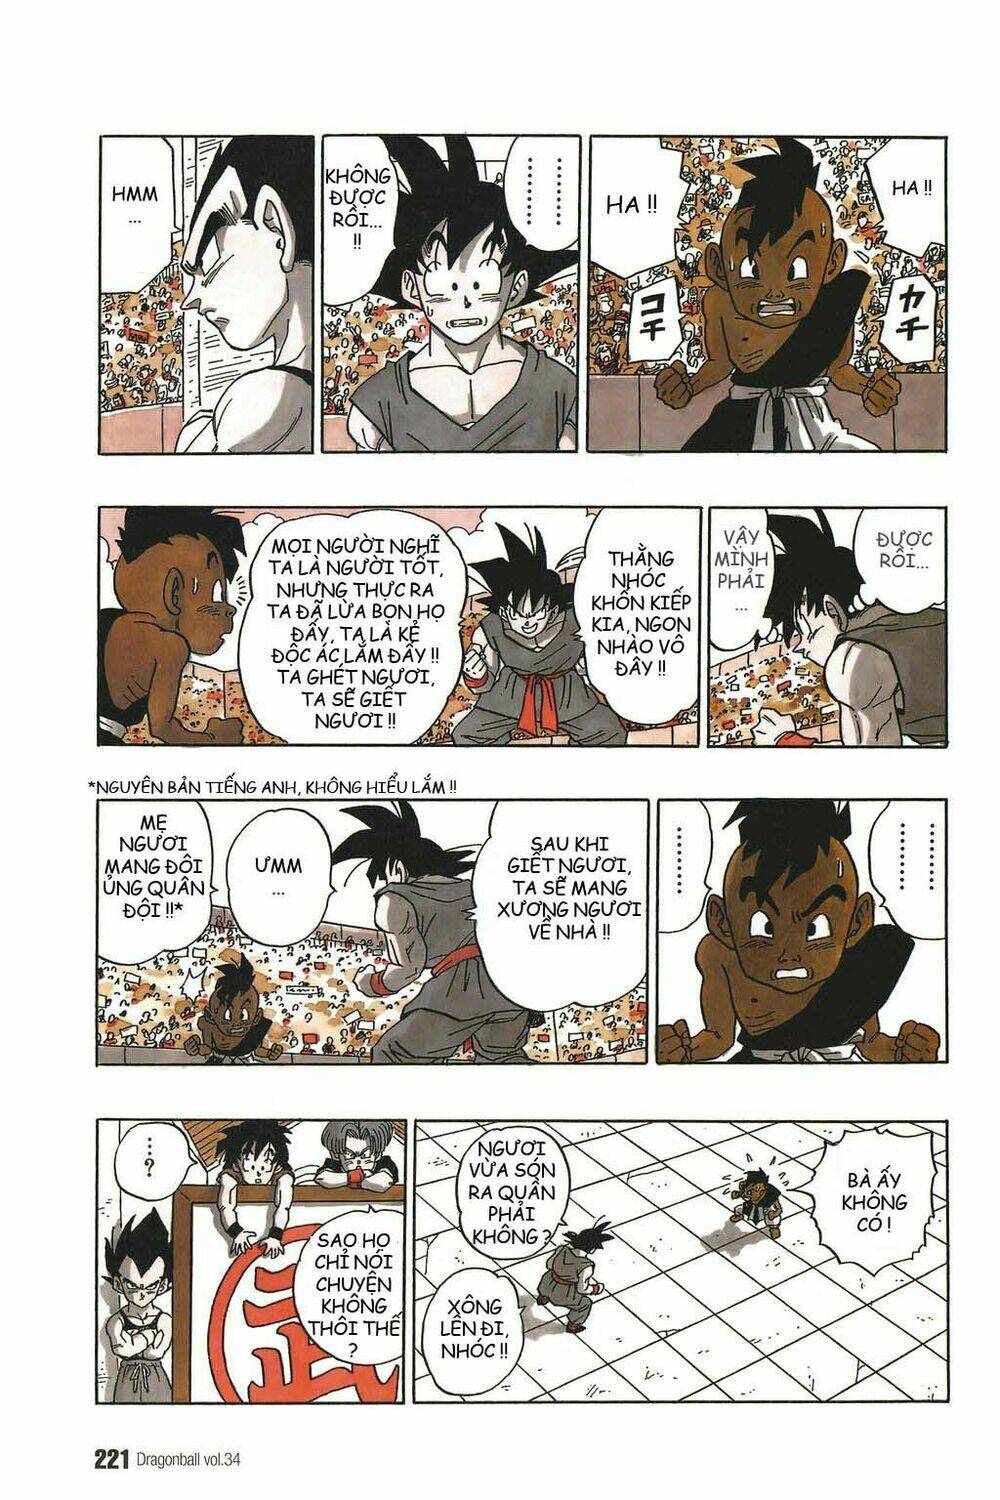 HA !!
HA !!
カチ
コチ
………
KHÔNG
ĐƯỢC
RỒI...
!!
HMM
...
ĐƯỢC
RỒI...
VẬY
MÌNH
PHẢI
...
THẰNG
NHÓC
KHỐN KIẾP
KIA, NGON
NHÀO VÔ
ĐÂY !!
MỌI NGƯỜI NGHĨ
TA LÀ NGƯỜI TỐT,
NHƯNG THỰC RA
TA ĐÃ LỪA BỌN HỌ
ĐẤY, TA LÀ KẺ
ĐỘC ÁC LẮM ĐẤY !!
TA GHÉT NGƯƠI,
TA SẼ GIẾT
NGƯƠI !!
*NGUYÊN BẢN TIẾNG ANH, KHÔNG HIỂU LẮM !!
………
………
SAU KHI
GIẾT NGƯƠI,
TA SẼ MANG
XƯƠNG NGƯƠI
VỀ NHÀ !!
ƯMM
...
MẸ
NGƯƠI
MANG ĐÔI
ỦNG QUÂN
ĐỘI !!*
BÀ ẤY
KHÔNG
CÓ !
NGƯƠI
VỪA SÓN
RA QUẦN
PHẢI
KHÔNG ?
XÔNG
LÊN ĐI,
NHÓC !!
SAO HỌ
CHỈ NÓI
CHUYỆN
KHÔNG
THÔI THẾ
?
...
?
武
221 Dragonball vol.34